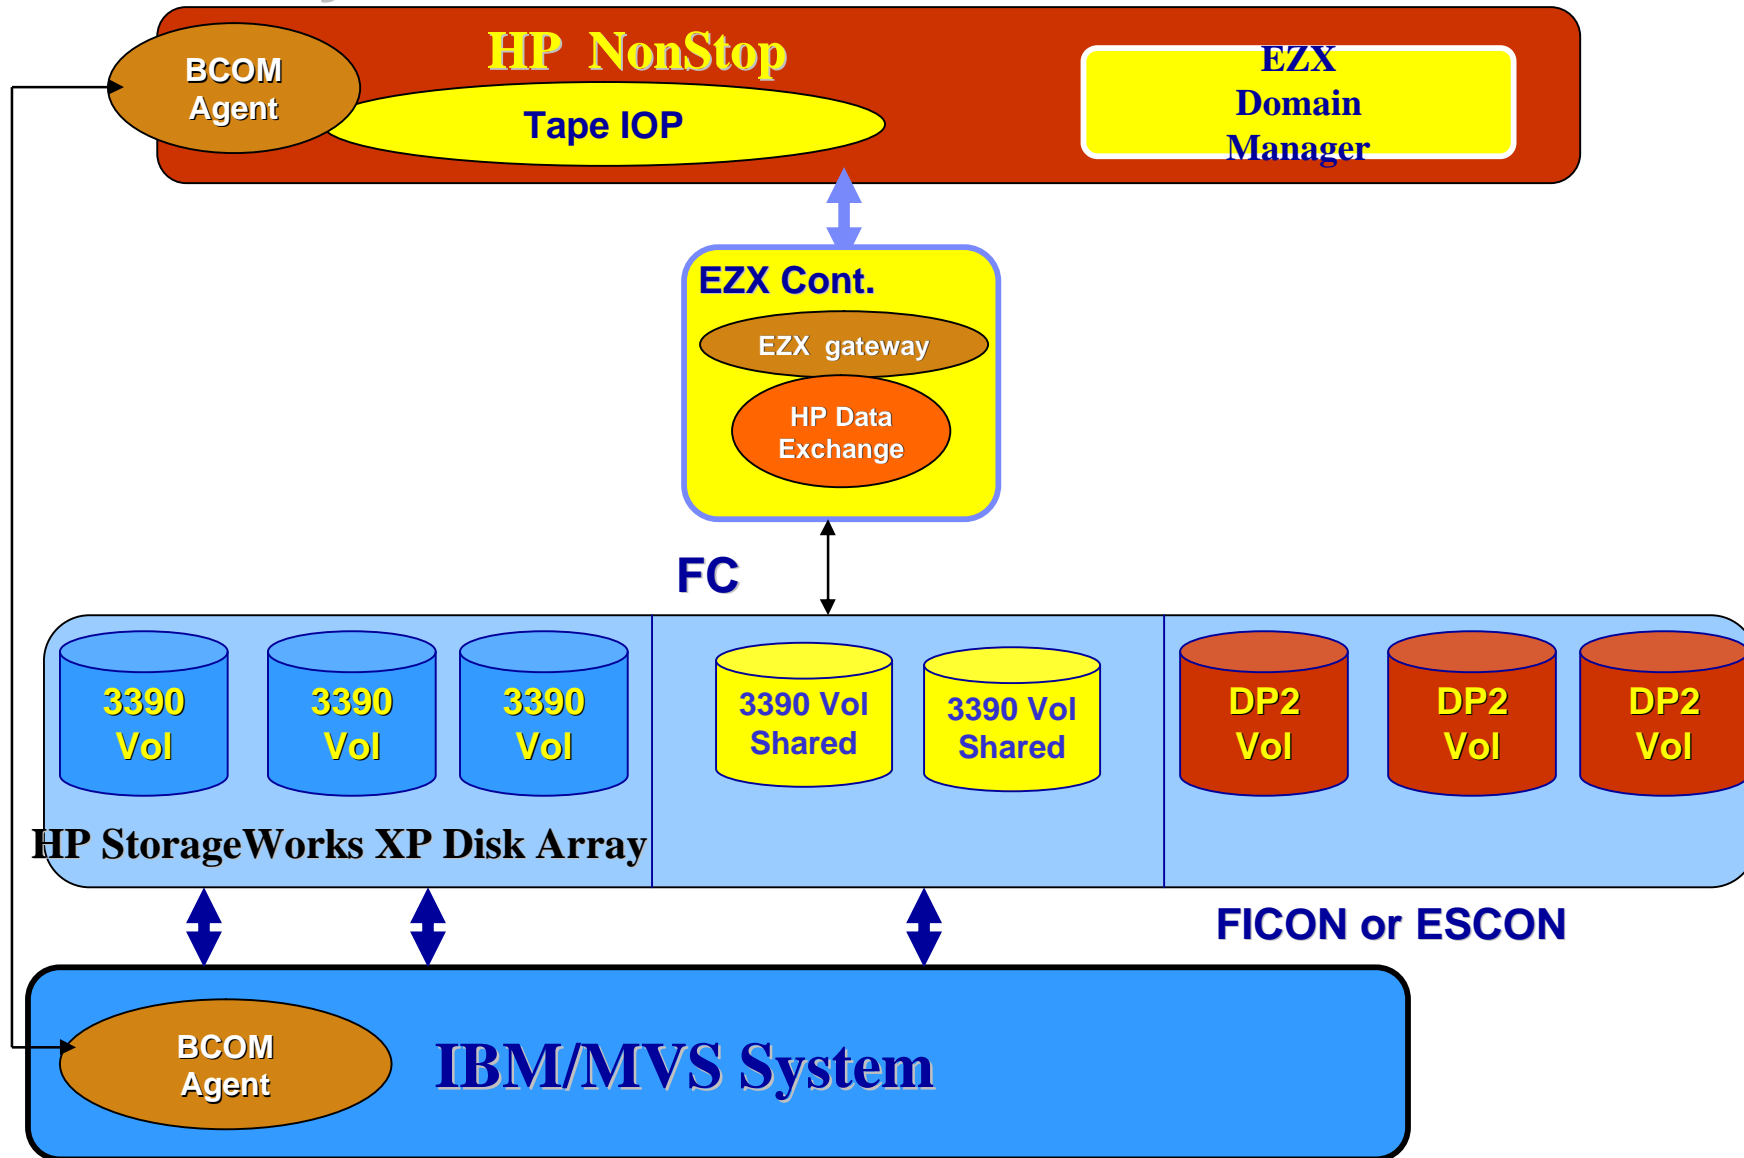 HP NonStop
BCOM
Agent
Tape IOP
EZX
Domain
Manager
EZX Cont.
EZX gateway
HP Data
Exchange
FC
3390
Vol
3390
Vol
3390
Vol
3390 Vol
Shared
3390 Vol
Shared
DP2
Vol
DP2
Vol
DP2
Vol
HP StorageWorks XP Disk Array
FICON or ESCON
BCOM
Agent
IBM/MVS System